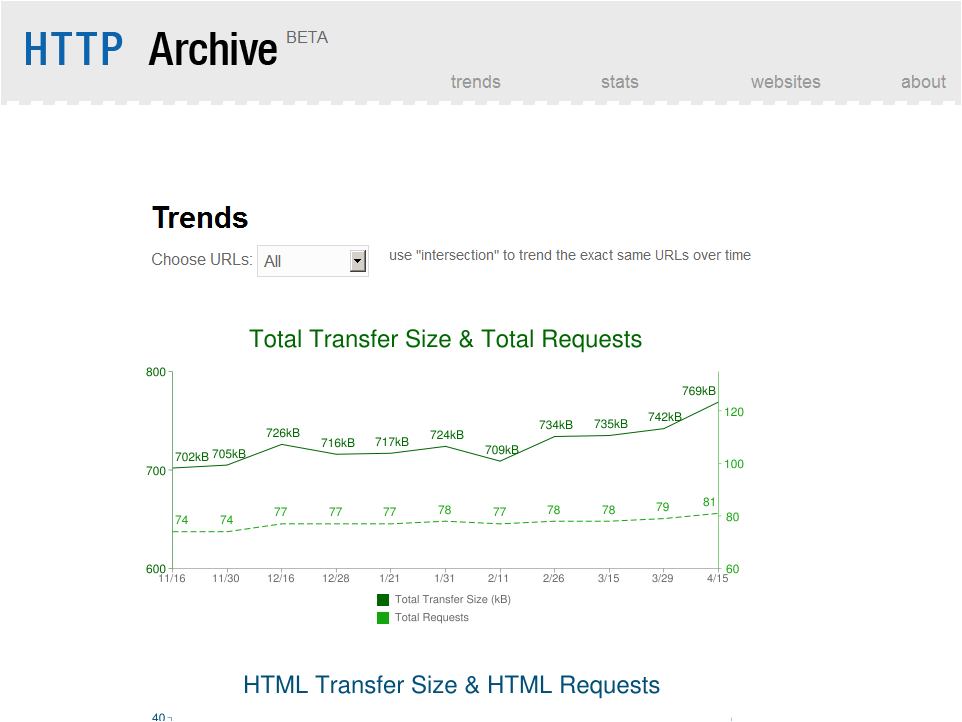 HTTP Archive BETA
trends stats websites about
Trends
Choose URLs: All use "intersection" to trend the exact same URLs over time
Total Transfer Size & Total Requests
800
769kB
120
726kB 716kB 717kB 724kB 709kB 734kB 735kB 742kB
702kB 705kB
700 100
74 74 77 77 77 78 77 78 78 79 81
80
600 60
11/16 11/30 12/16 12/28 1/21 1/31 2/11 2/26 3/15 3/29 4/15
Total Transfer Size (kB)
Total Requests
HTML Transfer Size & HTML Requests
40